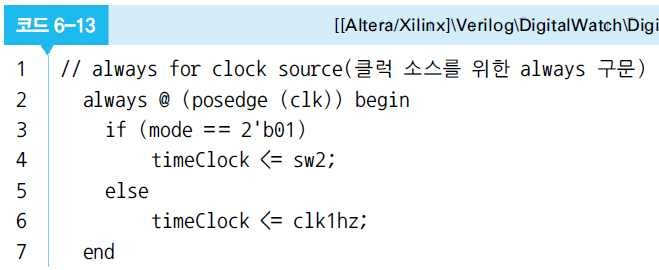 코드 6-13
[[Altera/Xilinx]\Verilog\DigitalWatch\Digi
1 // always for clock source(클럭 소스를 위한 always 구문)
2 always @ (posedge (clk)) begin
3 if (mode == 2'b01)
4 timeClock <= sw2;
5 else
6 timeClock <= clk1hz;
7 end